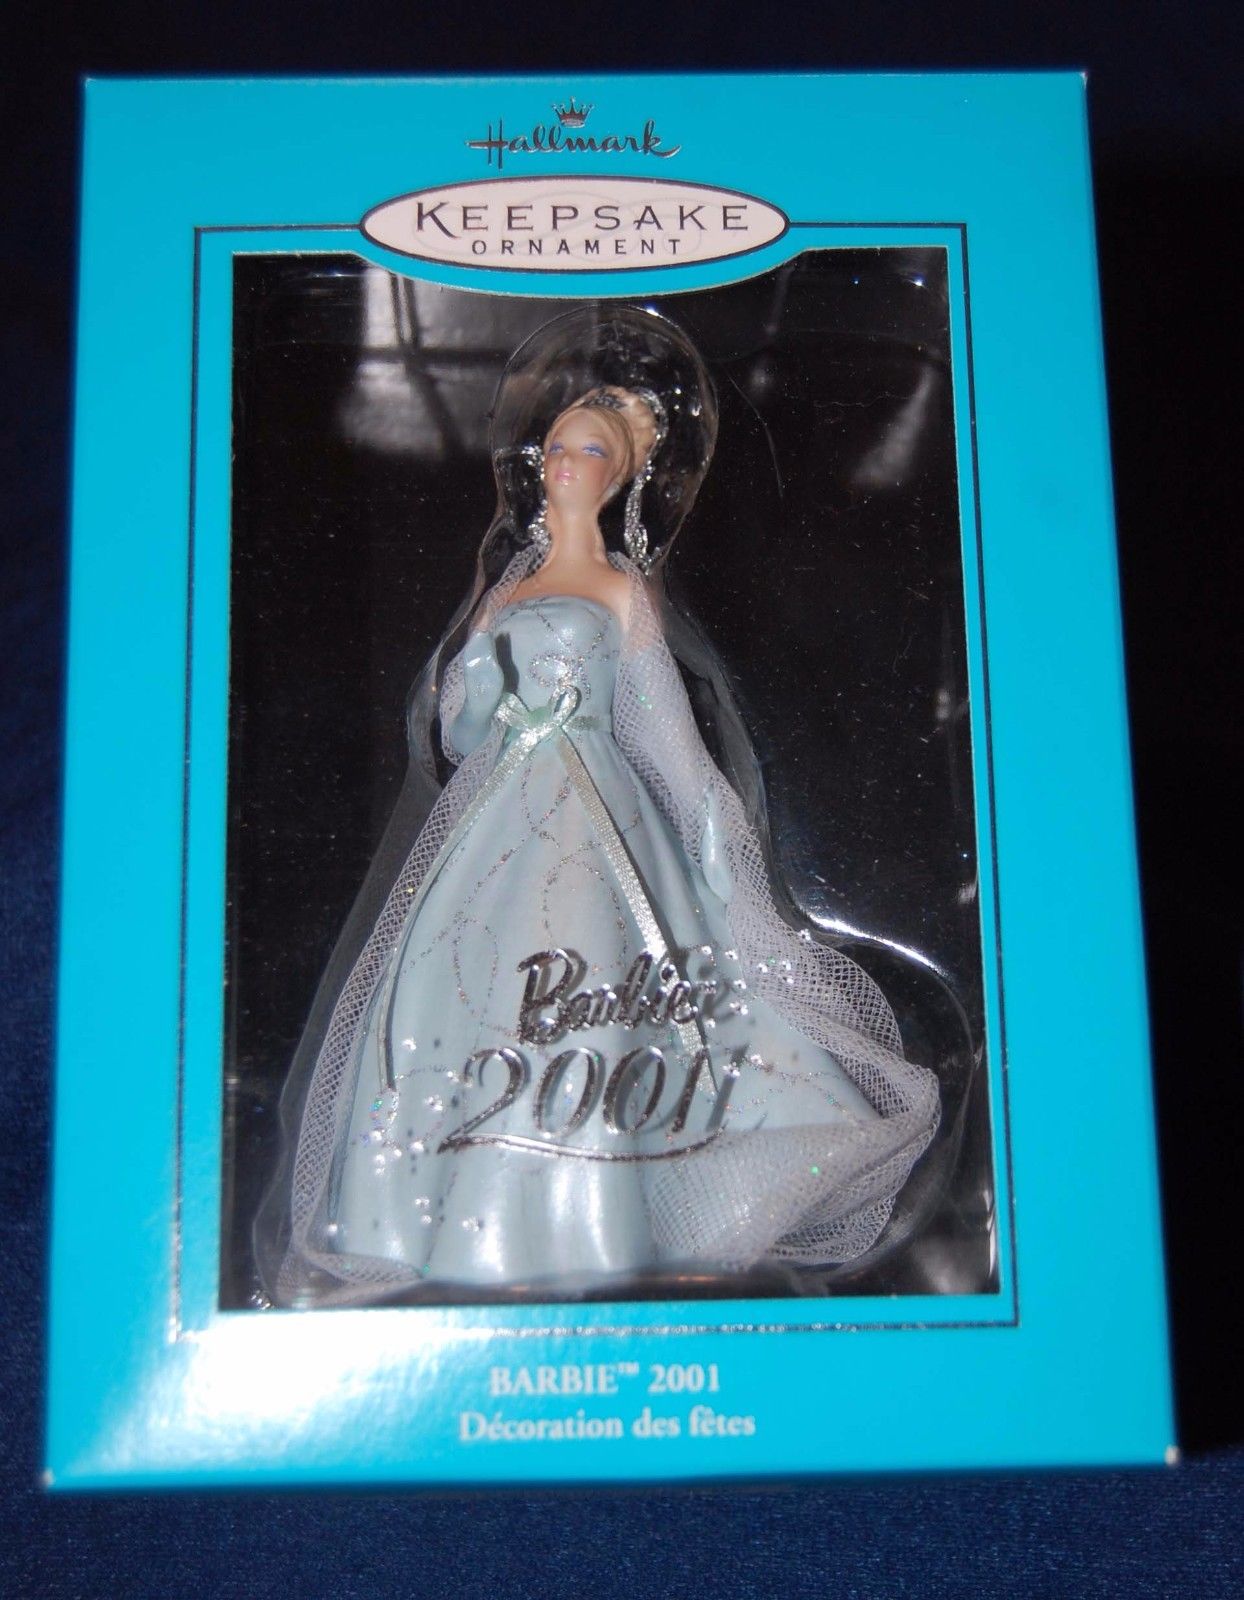 Hallmark
KEEPSAKE
ORNAMENT
Barbie
2001
BARBIE™ 2001
Décoration des fêtes